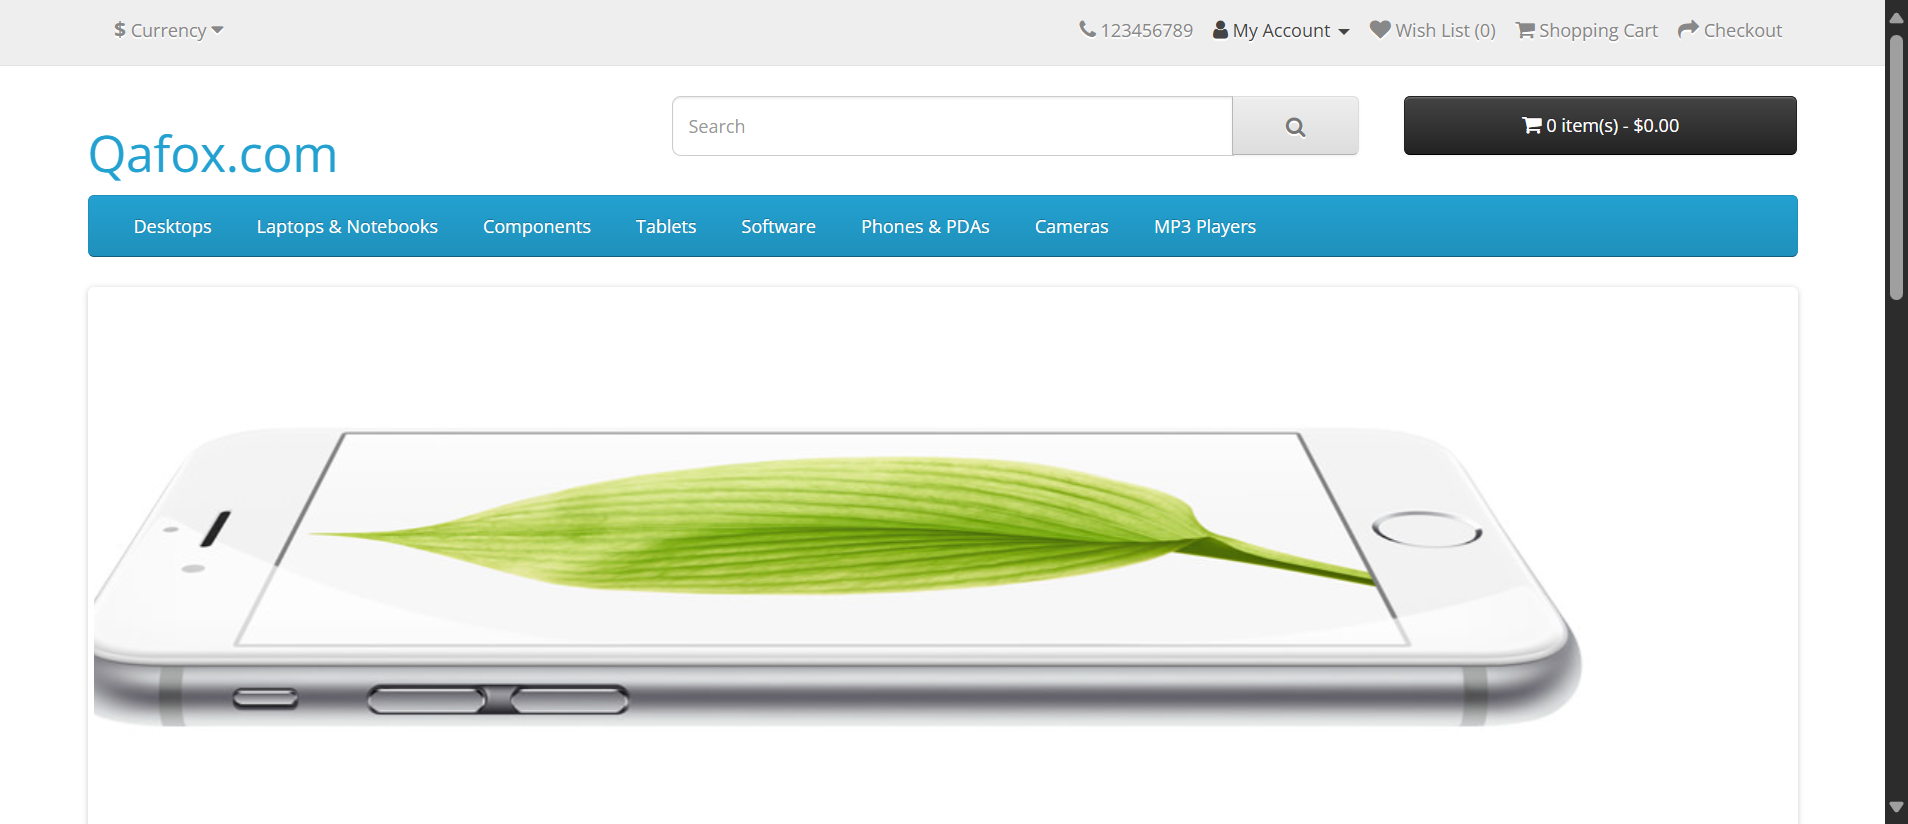 $ Currency 123456789 My Account Wish List (0) Shopping Cart Checkout
Qafox.com
Search
0 item(s) - $0.00
Desktops Laptops & Notebooks Components Tablets Software Phones & PDAs Cameras MP3 Players